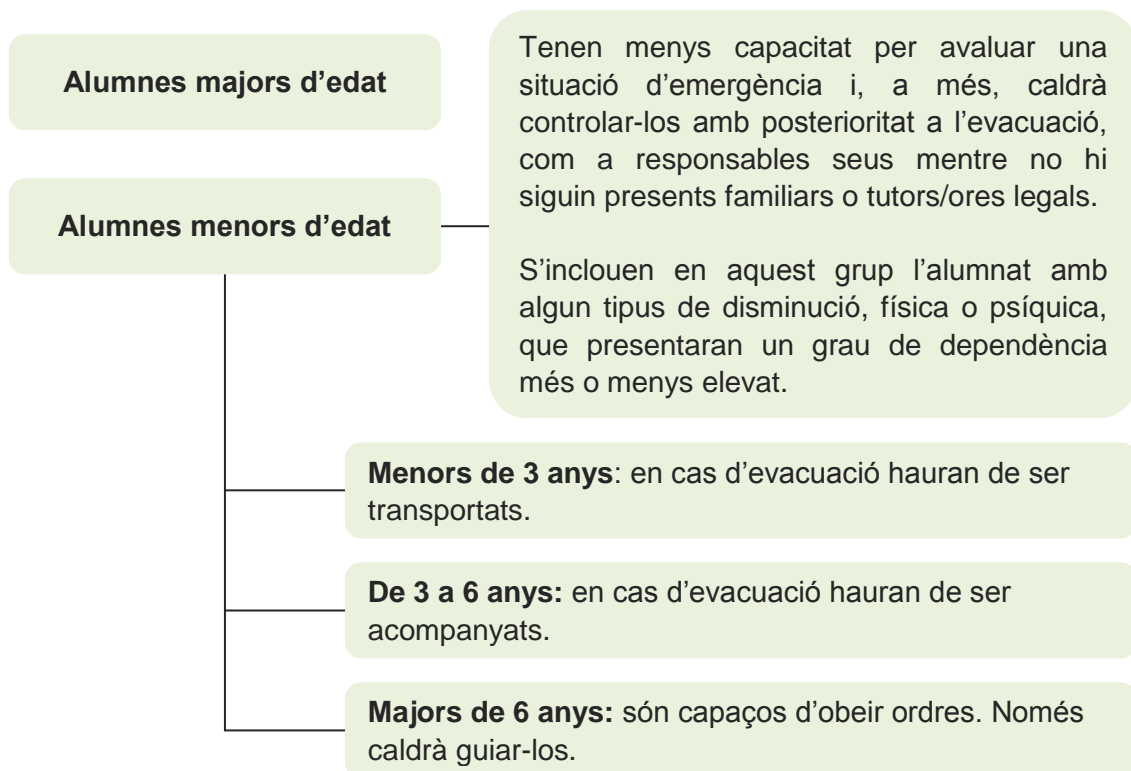 Alumnes majors d’edat
Alumnes menors d’edat
Tenen menys capacitat per avaluar una
situació d’emergència i, a més, caldrà
controlar-los amb posterioritat a l’evacuació,
com a responsables seus mentre no hi
siguin presents familiars o tutors/ores legals.
S’inclouen en aquest grup l’alumnat amb
algun tipus de disminució, física o psíquica,
que presentaran un grau de dependència
més o menys elevat.
Menors de 3 anys: en cas d’evacuació hauran de ser
transportats.
De 3 a 6 anys: en cas d’evacuació hauran de ser
acompanyats.
Majors de 6 anys: són capaços d’obeir ordres. Només
caldrà guiar-los.